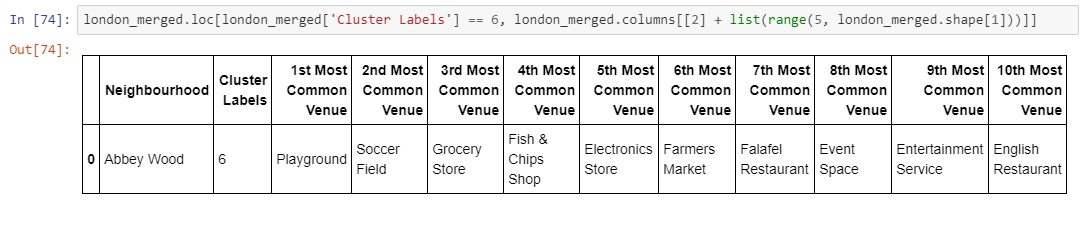 In [74]: london_merged.loc[london_merged['Cluster Labels'] == 6, london_merged.columns[[2] + list(range(5, london_merged.shape[1]))]]
Out[74]:
Neighbourhood Cluster Labels 1st Most Common Venue 2nd Most Common Venue 3rd Most Common Venue 4th Most Common Venue 5th Most Common Venue 6th Most Common Venue 7th Most Common Venue 8th Most Common Venue 9th Most Common Venue 10th Most Common Venue
0 Abbey Wood 6 Playground Soccer Field Grocery Store Fish & Chips Shop Electronics Store Farmers Market Falafel Restaurant Event Space Entertainment Service English Restaurant